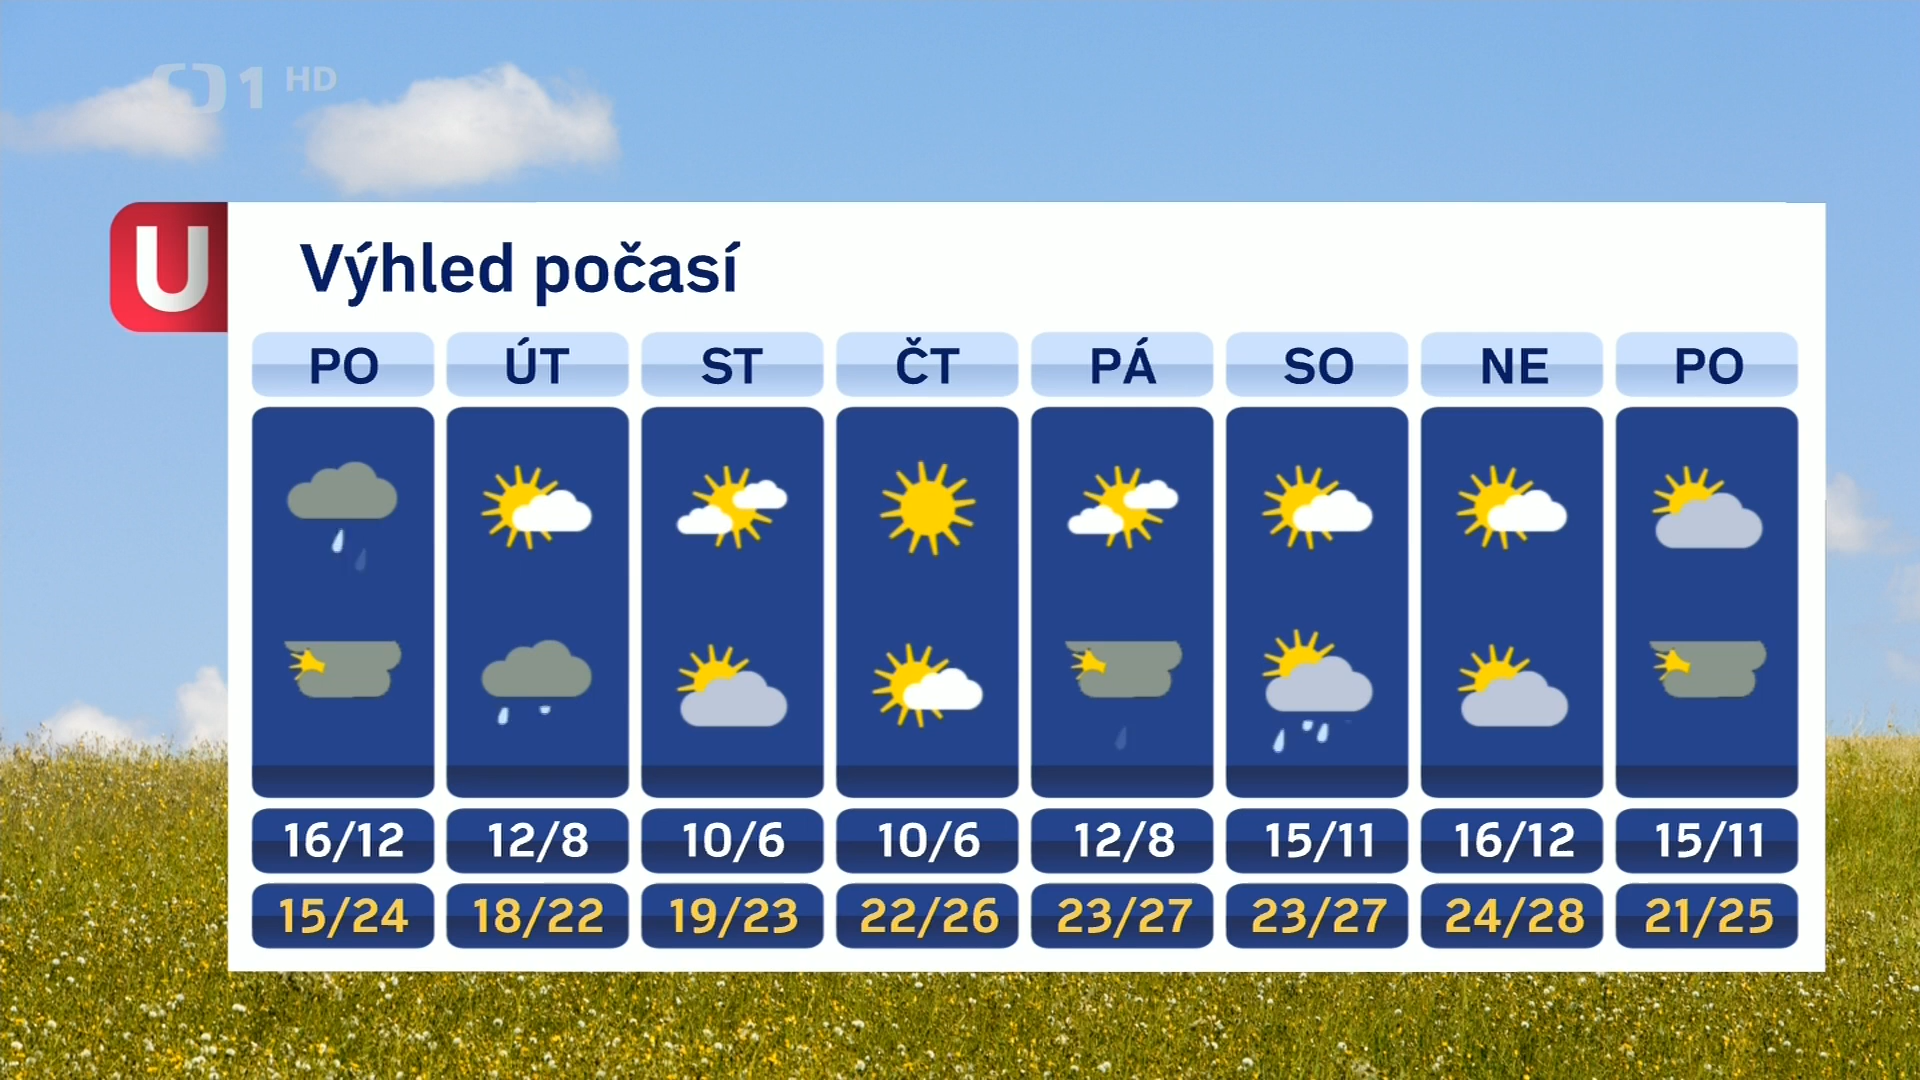 1 HD
U
Výhled počasí
PO ÚT ST ČT PÁ SO NE PO
16/12 12/8 10/6 10/6 12/8 15/11 16/12 15/11
15/24 18/22 19/23 22/26 23/27 23/27 24/28 21/25